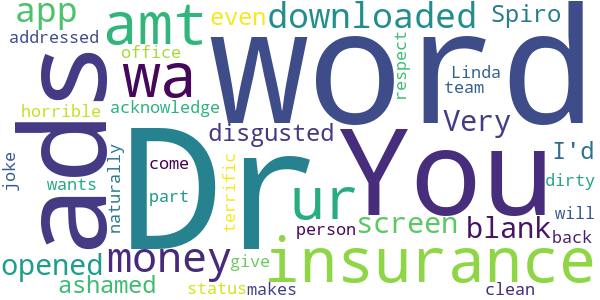 app
amt
even
downloaded
Spiro
addressed
office
word
ads
wa
respect
Linda
team
horrible
acknowledge
disgusted
Very
I'd
Dr
You
joke
wants
naturally
come
part
terrific
ur
screen
blank
dirty
will
back
person
opened
money
give
insurance
ashamed
status
makes
clean